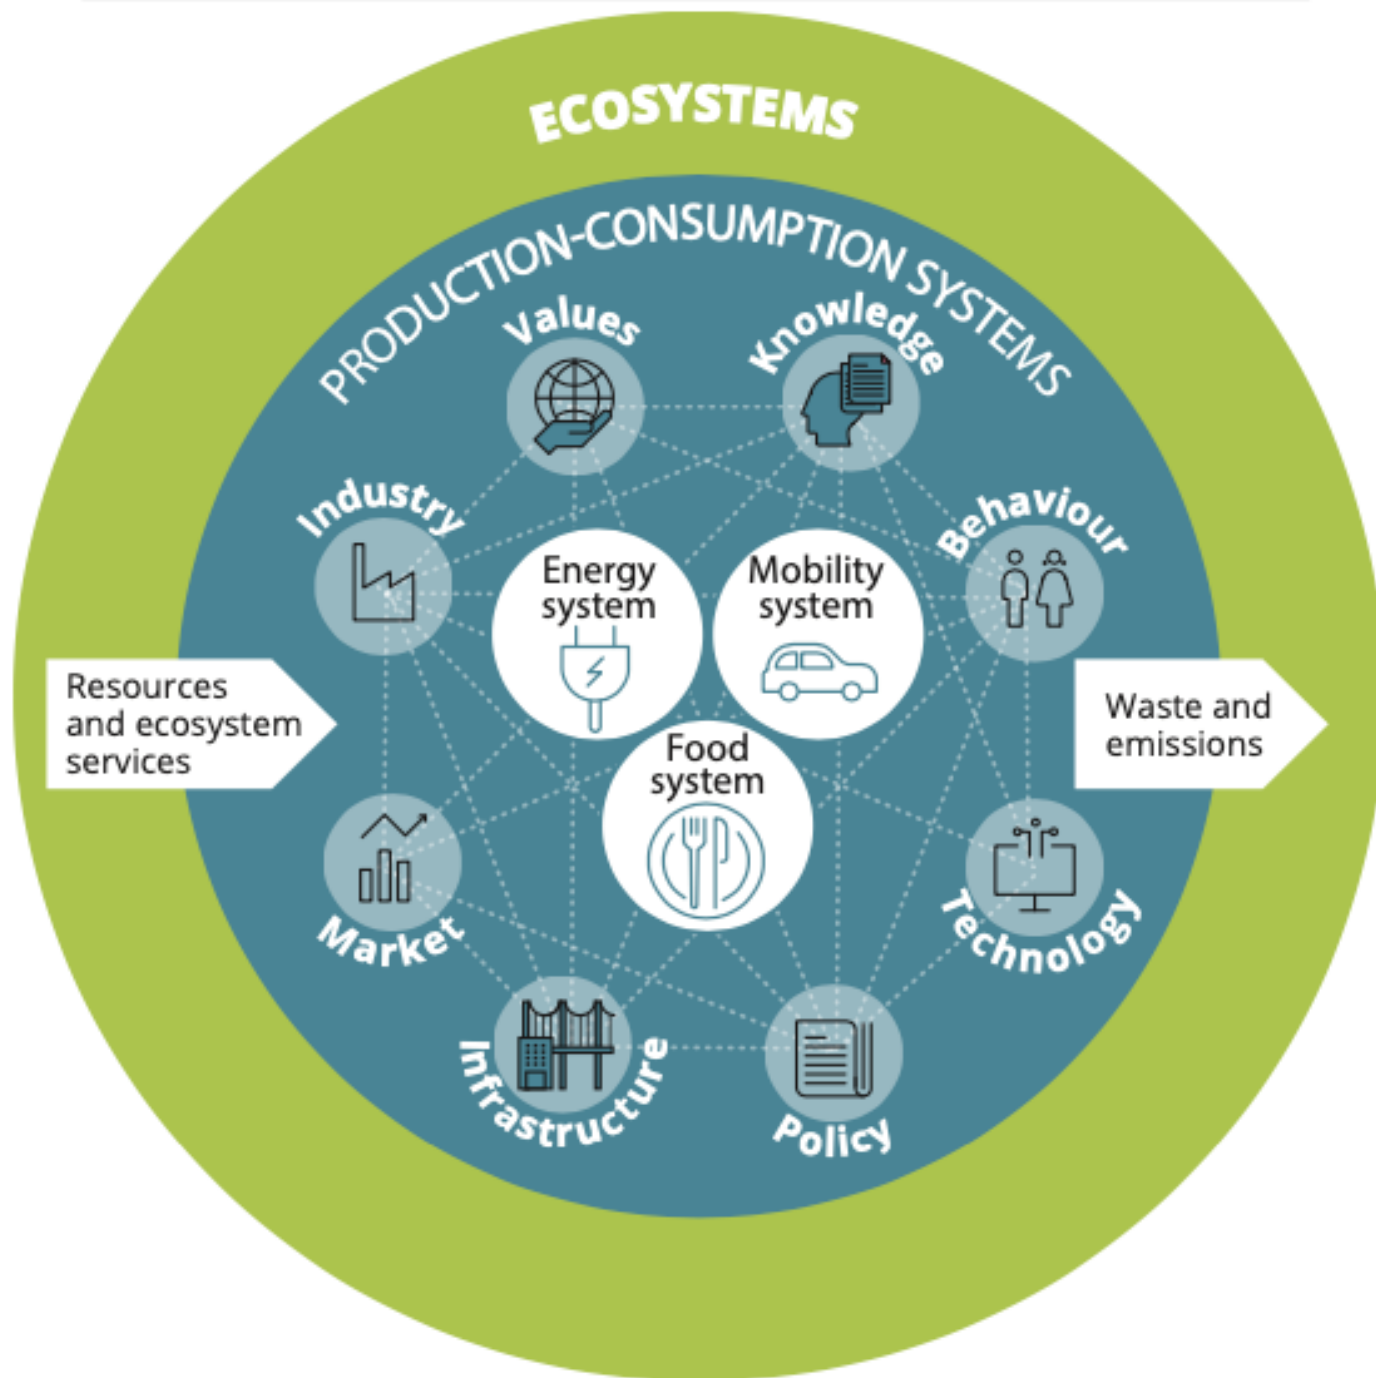 ECOSYSTEMS
PRODUCTION-CONSUMPTION SYSTEMS
Values
Knowledge
Industry
Behaviour
Energy
system
Mobility
system
Resources
and ecosystem
services
Waste and
emissions
Food
system
Market
Technology
Infrastructure
Policy